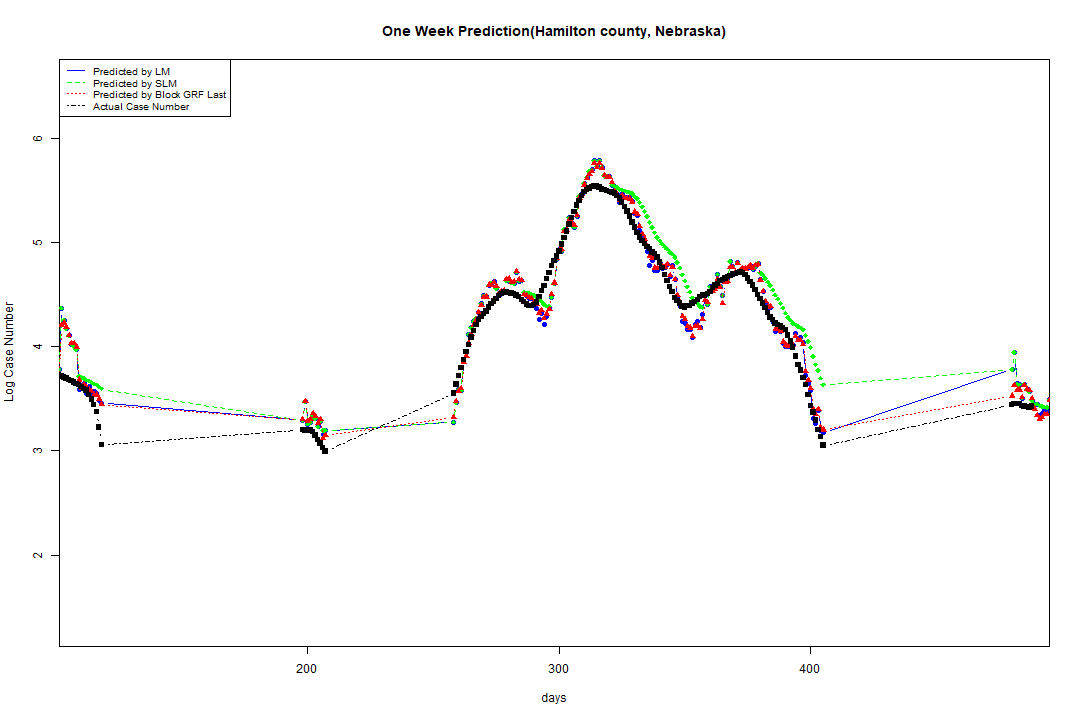 One Week Prediction(Hamilton county, Nebraska)
Predicted by LM
Predicted by SLM
Predicted by Block GRF Last
Actual Case Number
Log Case Number
6
5
4
3
2
200 300 400
days